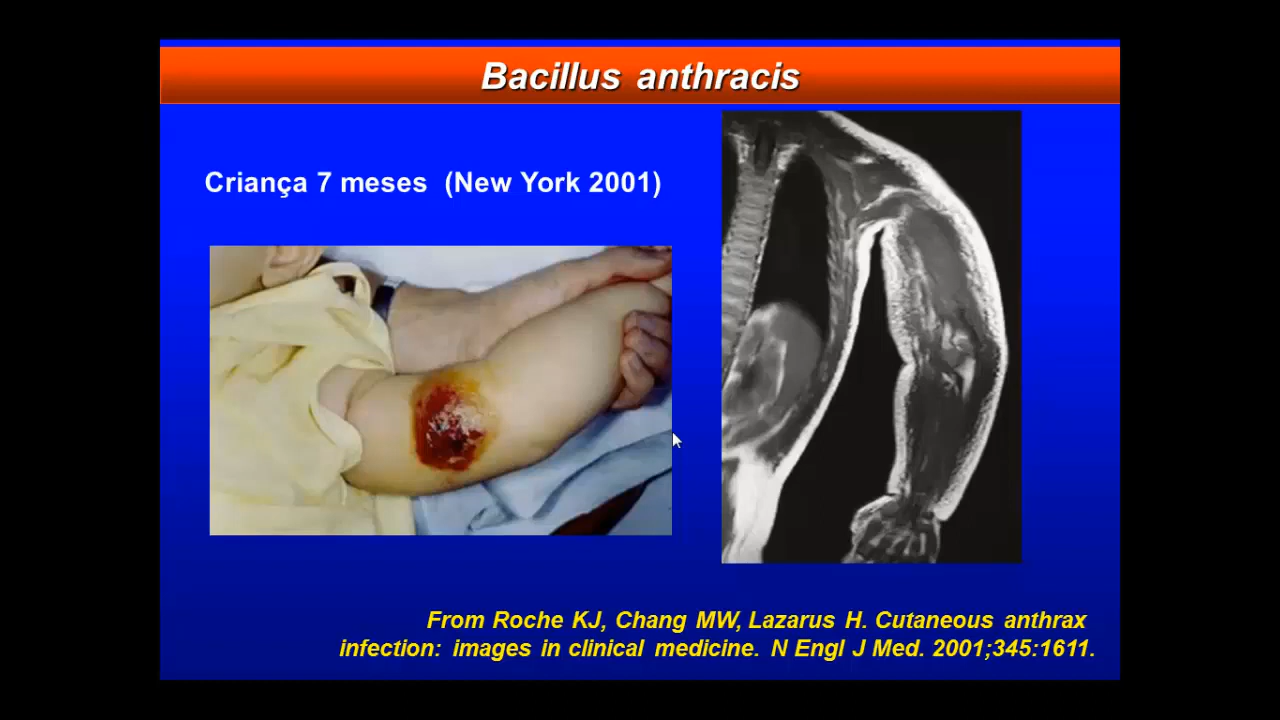 Bacillus anthracis
Criança 7 meses (New York 2001)
From Roche KJ, Chang MW, Lazarus H. Cutaneous anthrax
infection: images in clinical medicine. N Engl J Med. 2001;345:1611.